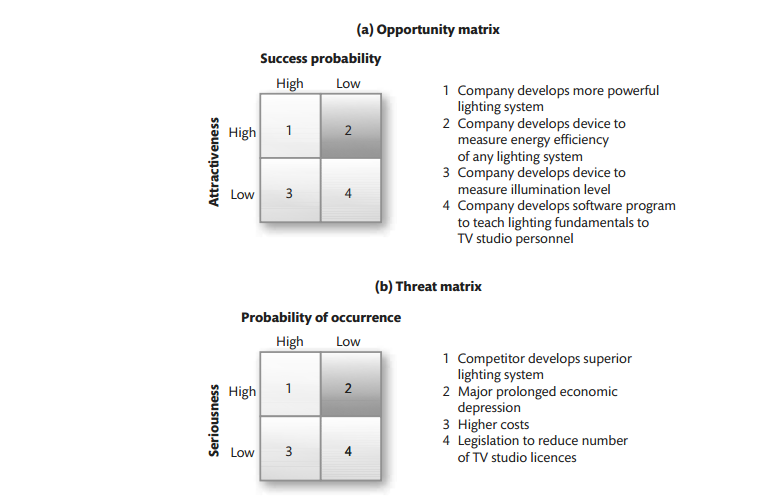 (a) Opportunity matrix
Success probability
High Low
Attractiveness
High 1 2
Low 3 4
1 Company develops more powerful
lighting system
2 Company develops device to
measure energy efficiency
of any lighting system
3 Company develops device to
measure illumination level
4 Company develops software program
to teach lighting fundamentals to
TV studio personnel
(b) Threat matrix
Probability of occurrence
High Low
Seriousness
High 1 2
Low 3 4
1 Competitor develops superior
lighting system
2 Major prolonged economic
depression
3 Higher costs
4 Legislation to reduce number
of TV studio licences